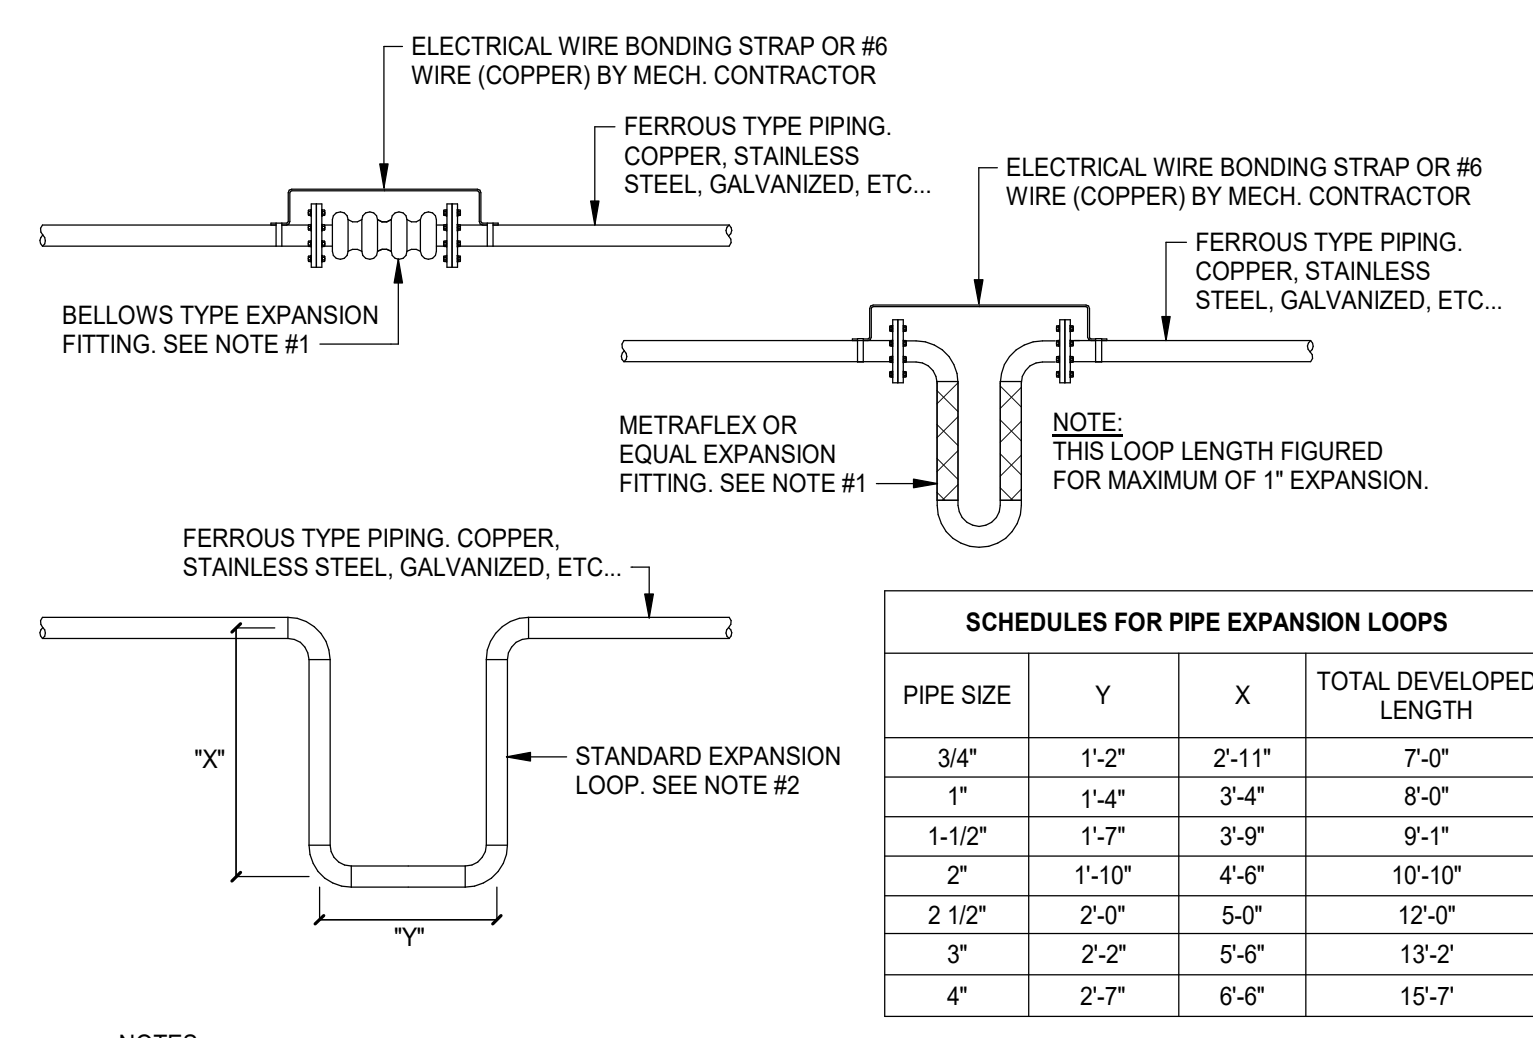 ELECTRICAL WIRE BONDING STRAP OR #6
WIRE (COPPER) BY MECH. CONTRACTOR
FERROUS TYPE PIPING.
COPPER, STAINLESS
STEEL, GALVANIZED, ETC...
BELLOWS TYPE EXPANSION
FITTING. SEE NOTE #1
ELECTRICAL WIRE BONDING STRAP OR #6
WIRE (COPPER) BY MECH. CONTRACTOR
FERROUS TYPE PIPING.
COPPER, STAINLESS
STEEL, GALVANIZED, ETC...
METRAFLEX OR
EQUAL EXPANSION
FITTING. SEE NOTE #1
NOTE:
THIS LOOP LENGTH FIGURED
FOR MAXIMUM OF 1" EXPANSION.
FERROUS TYPE PIPING. COPPER,
STAINLESS STEEL, GALVANIZED, ETC...
"X"
STANDARD EXPANSION
LOOP. SEE NOTE #2
"Y"
SCHEDULES FOR PIPE EXPANSION LOOPS
PIPE SIZE Y X TOTAL DEVELOPED
LENGTH
3/4" 1'-2" 2'-11" 7'-0"
1" 1'-4" 3'-4" 8'-0"
1-1/2" 1'-7" 3'-9" 9'-1"
2" 1'-10" 4'-6" 10'-10"
2 1/2" 2'-0" 5-0" 12'-0"
3" 2'-2" 5'-6" 13'-2'
4" 2'-7" 6'-6" 15'-7'